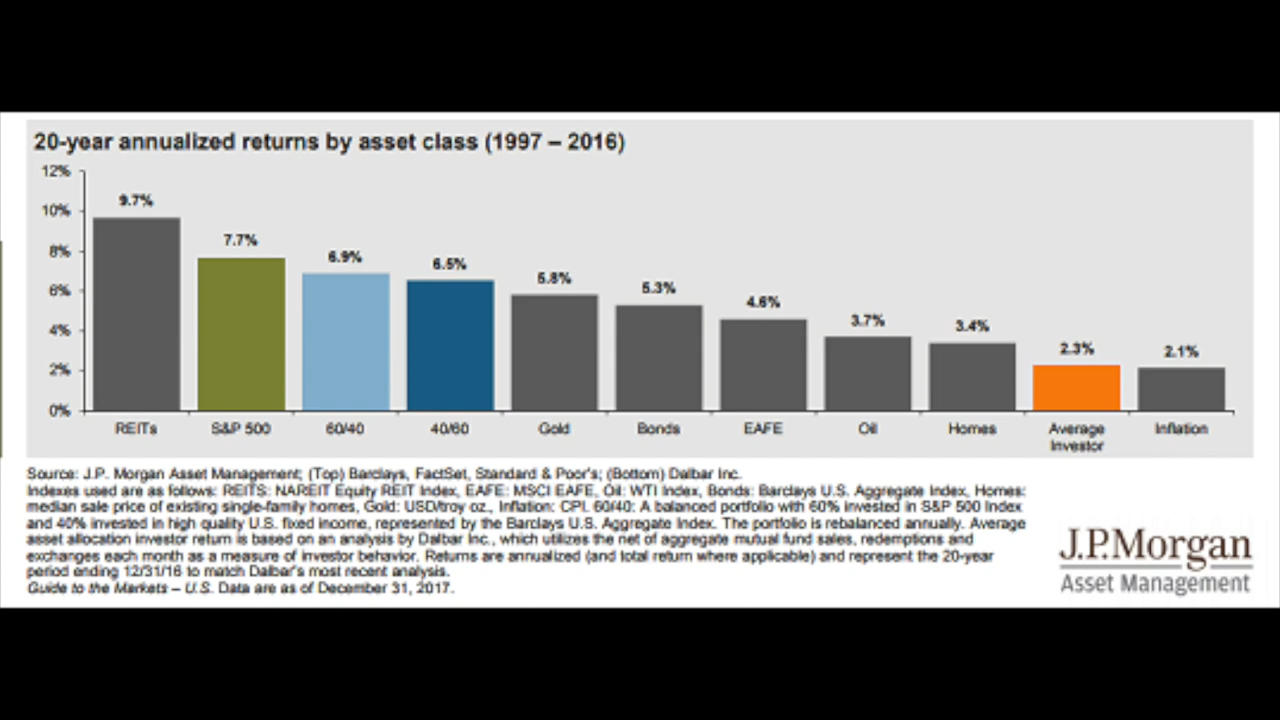 20-year annualized returns by asset class (1997 – 2016)
12%
10%
8%
6%
4%
2%
0%
9.7%
7.7%
6.9%
6.5%
5.8%
5.3%
4.6%
3.7%
3.4%
2.3%
2.1%
REITs
S&P 500
60/40
40/60
Gold
Bonds
EAFE
Oil
Homes
Average
Investor
Inflation
Source: J.P. Morgan Asset Management; (Top) Barclays, FactSet, Standard & Poor's; (Bottom) Dalbar Inc.
Indexes used are as follows: REITS: NAREIT Equity REIT Index, EAFE: MSCI EAFE, Oil: WTI Index, Bonds: Barclays U.S. Aggregate Index, Homes:
median sale price of existing single-family homes, Gold: USD/troy oz., Inflation: CPI. 60/40: A balanced portfolio with 60% invested in S&P 500 Index
and 40% invested in high quality U.S. fixed income, represented by the Barclays U.S. Aggregate Index. The portfolio is rebalanced annually. Average
asset allocation investor return is based on an analysis by Dalbar Inc., which utilizes the net of aggregate mutual fund sales, redemptions and
exchanges each month as a measure of investor behavior. Returns are annualized (and total return where applicable) and represent the 20-year
period ending 12/31/16 to match Dalbar's most recent analysis.
Guide to the Markets – U.S. Data are as of December 31, 2017.
J.P.Morgan
Asset Management